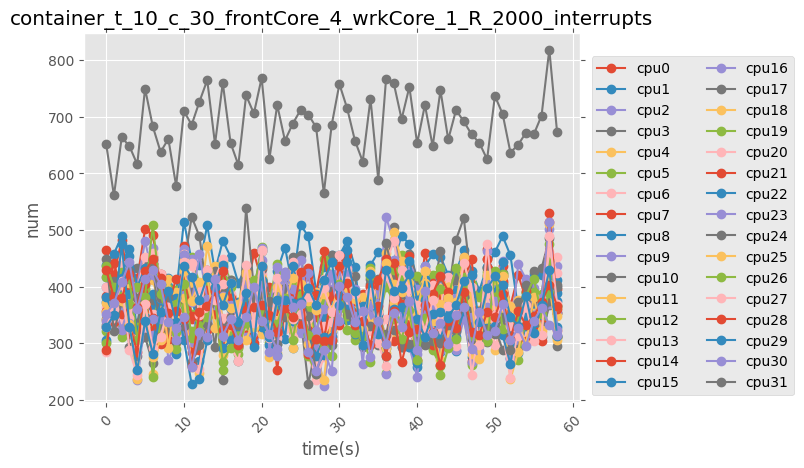 container_t_10_c_30_frontCore_4_wrkCore_1_R_2000_interrupts
800
700
600
500
400
300
200
num
0
10
20
30
40
50
60
time(s)
cpu0
cpu1
cpu2
cpu3
cpu4
cpu5
cpu6
cpu7
cpu8
cpu9
cpu10
cpu11
cpu12
cpu13
cpu14
cpu15
cpu16
cpu17
cpu18
cpu19
cpu20
cpu21
cpu22
cpu23
cpu24
cpu25
cpu26
cpu27
cpu28
cpu29
cpu30
cpu31